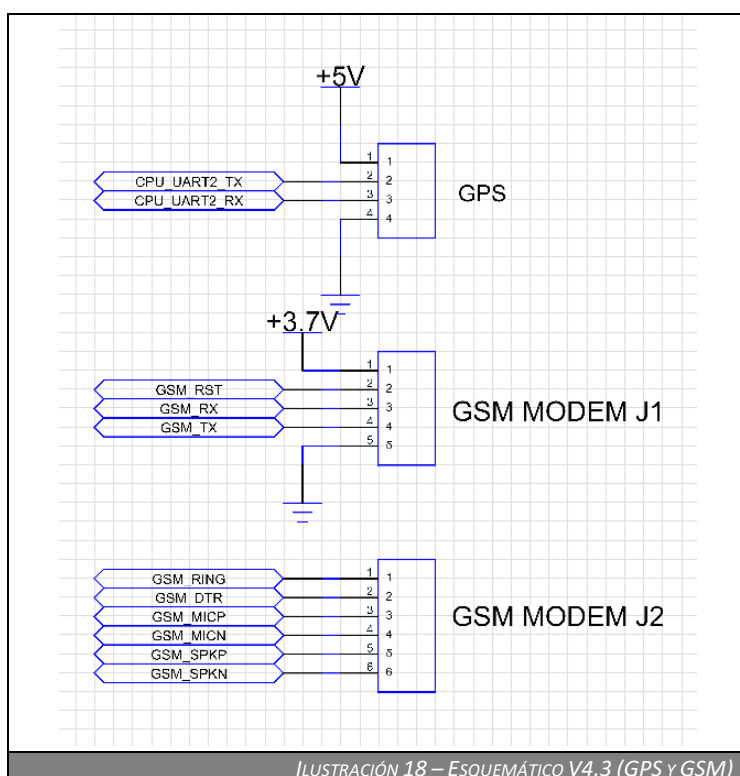 +5V
1 1
CPU_UART2_TX 2 2
CPU_UART2_RX 3 3
GPS
4 4
+3.7V
1 1
GSM_RST 2 2
GSM_RX 3 3
GSM MODEM J1
GSM_TX 4 4
5 5
GSM_RING 1 1
GSM_DTR 2 2
GSM_MICP 3 3
GSM MODEM J2
GSM_MICN 4 4
GSM_SPKP 5 5
GSM_SPKN 6 6
ILUSTRACIÓN 18 – ESQUEMÁTICO V4.3 (GPS Y GSM)